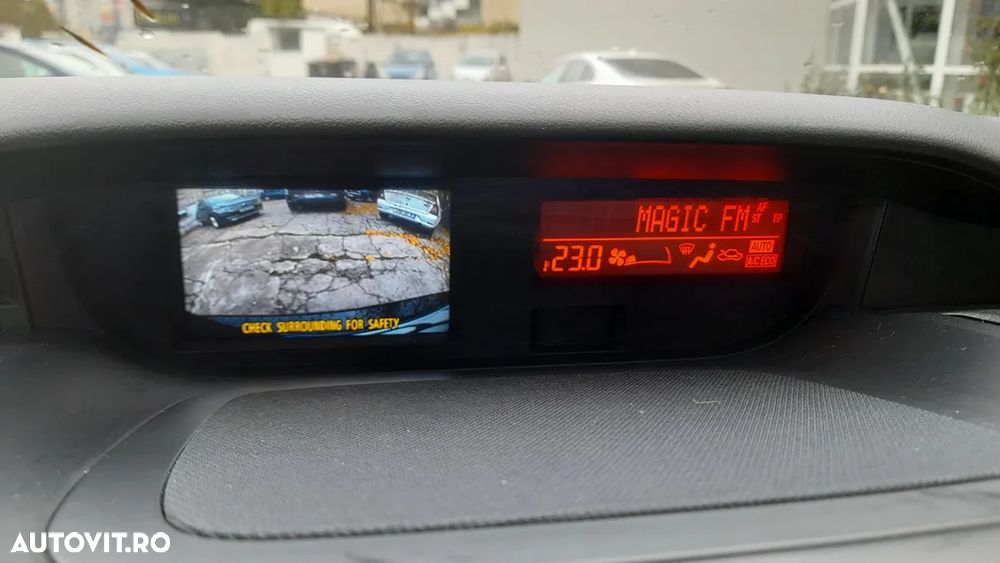 MAGIC FM
AF
ST TP
23.0
AUTO
A/C ECO
CHECK SURROUNDING FOR SAFETY
AUTOVIT.RO